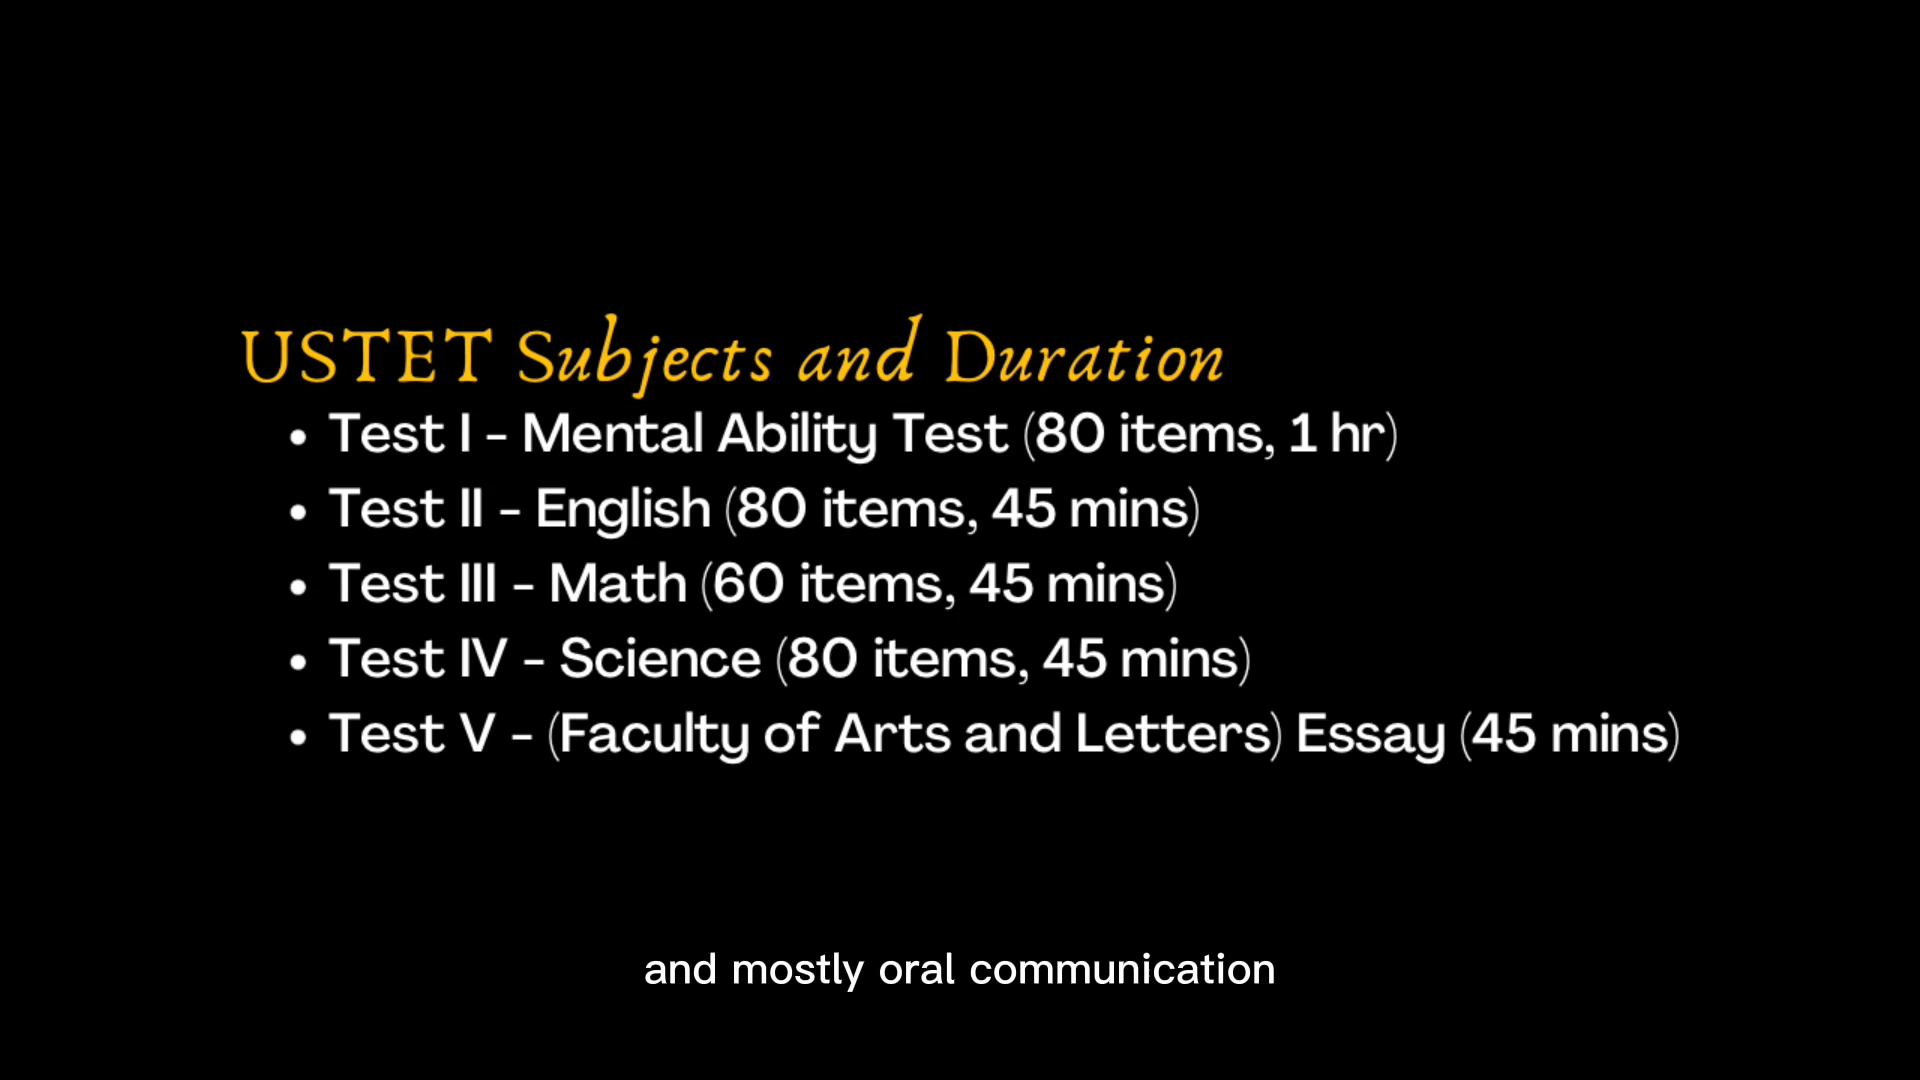 USTET Subjects and Duration
• Test I - Mental Ability Test (80 items, 1 hr)
• Test II - English (80 items, 45 mins)
• Test III - Math (60 items, 45 mins)
• Test IV - Science (80 items, 45 mins)
• Test V - (Faculty of Arts and Letters) Essay (45 mins)
and mostly oral communication